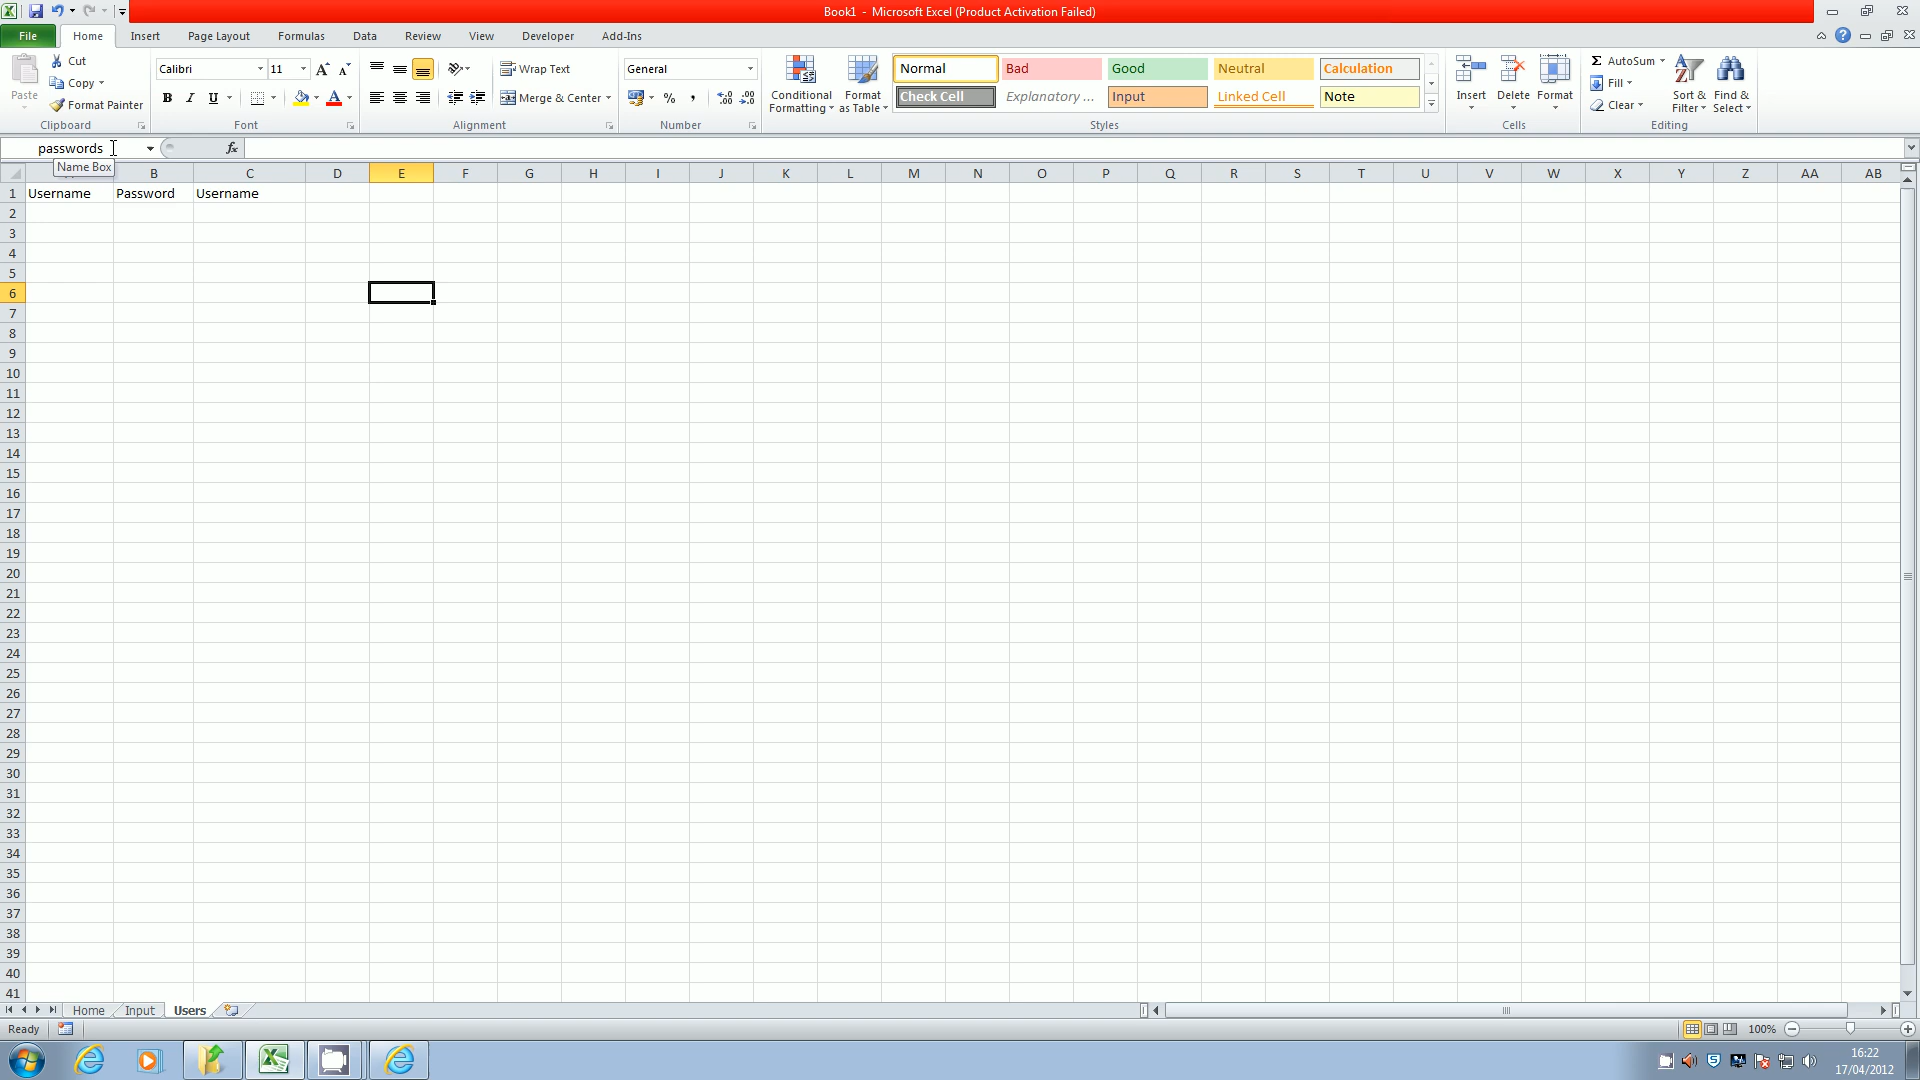 Book1 - Microsoft Excel (Product Activation Failed)
File Home Insert Page Layout Formulas Data Review View Developer Add-Ins
Paste Cut Copy Format Painter
Clipboard
Calibri 11 A A
B I U A
Font
Wrap Text
Merge & Center
Alignment
General
% ,
Number
Conditional Formatting
Format as Table
Normal Bad Good Neutral Calculation
Check Cell Explanatory ... Input Linked Cell Note
Styles
Insert Delete Format
Cells
Σ AutoSum
Fill
Clear
Sort & Filter
Find & Select
Editing
passwords fx
Name Box
B C D E F G H I J K L M N O P Q R S T U V W X Y Z AA AB
1 Username Password Username
2
3
4
5
6
7
8
9
10
11
12
13
14
15
16
17
18
19
20
21
22
23
24
25
26
27
28
29
30
31
32
33
34
35
36
37
38
39
40
41
Home Input Users
Ready 100%
16:22
17/04/2012